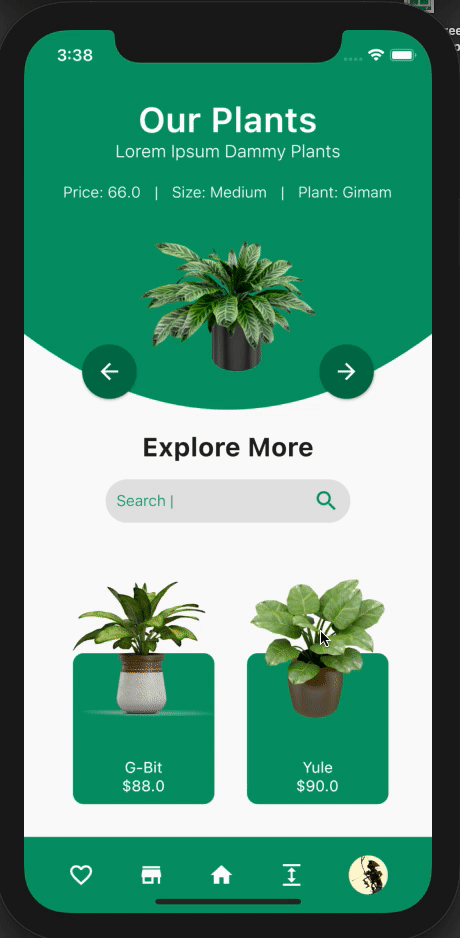 3:38
Our Plants
Lorem Ipsum Dammy Plants
Price: 66.0 | Size: Medium | Plant: Gimam
Explore More
Search |
G-Bit Yule
$88.0 $90.0